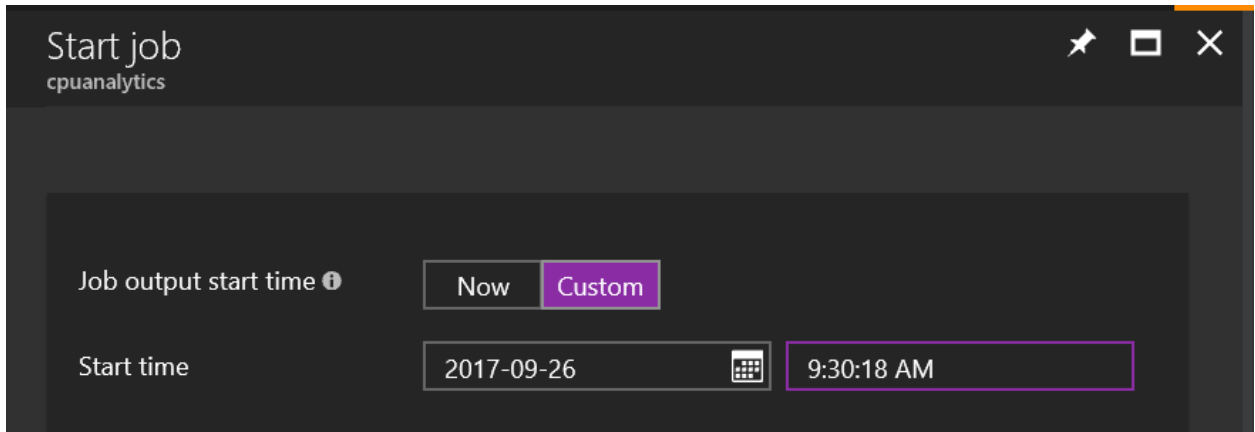 Start job
cpuanalytics
Job output start time
Now Custom
Start time
2017-09-26 9:30:18 AM